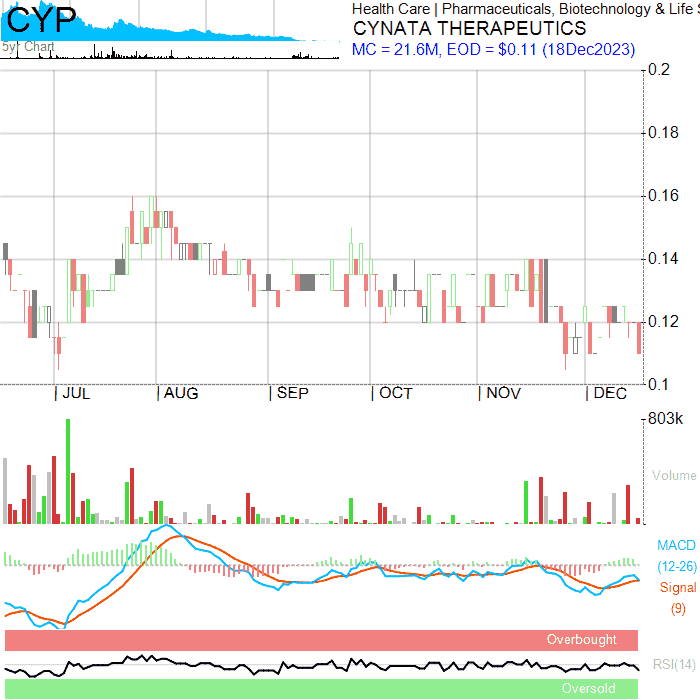 CYP
5yr Chart
Health Care | Pharmaceuticals, Biotechnology & Life S
CYNATA THERAPEUTICS
MC = 21.6M, EOD = $0.11 (18Dec2023)
0.2
0.18
0.16
0.14
0.12
0.1
| JUL | AUG | SEP | OCT | NOV | DEC
803k
Volume
MACD
(12-26)
Signal
(9)
Overbought
RSI(14)
Oversold